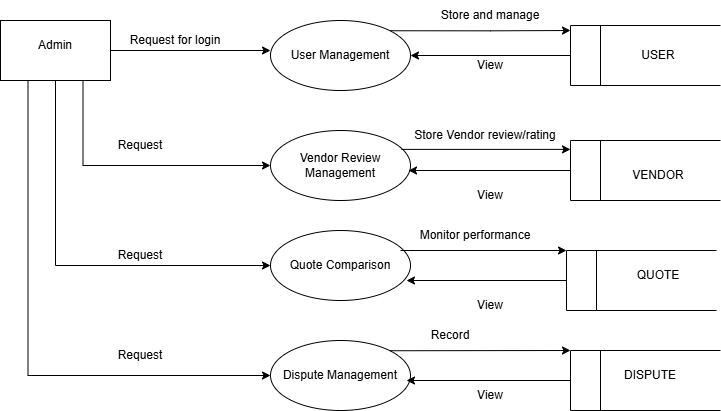 Admin
Request for login
User Management
Store and manage
View
USER
Request
Vendor Review
Management
Store Vendor review/rating
View
VENDOR
Request
Quote Comparison
Monitor performance
View
QUOTE
Request
Dispute Management
Record
View
DISPUTE